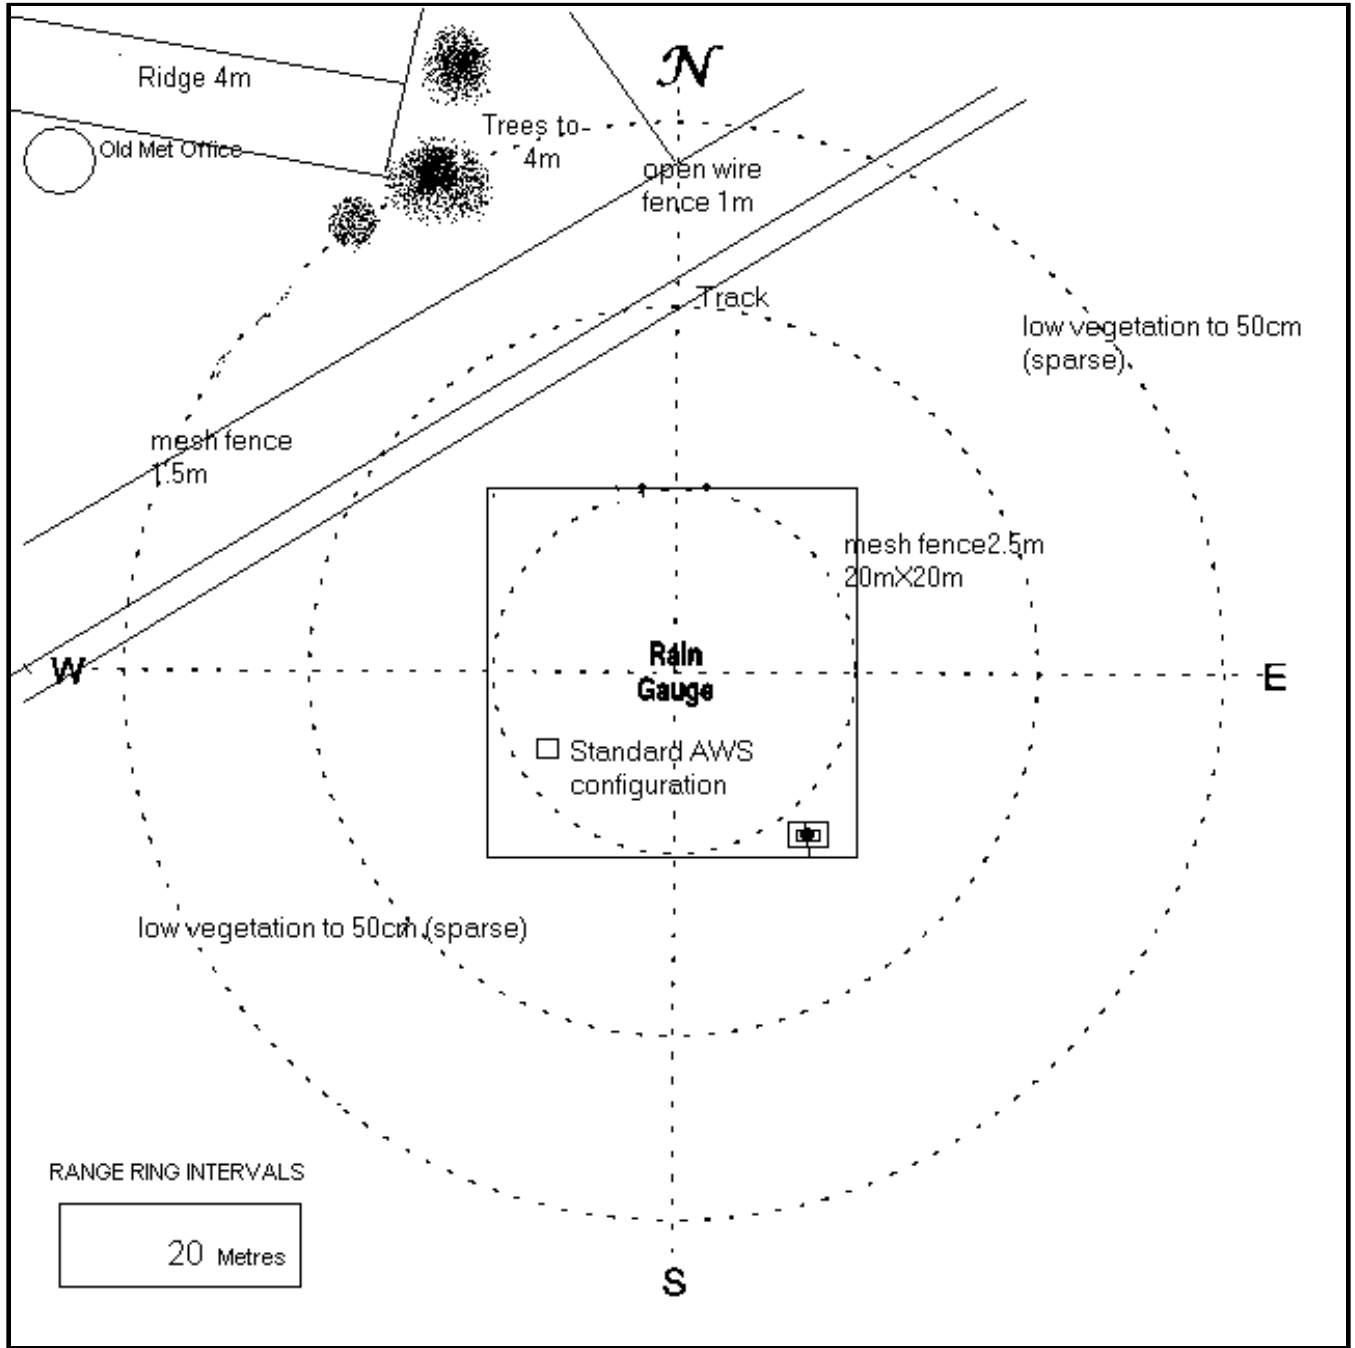 N
Ridge 4m
Old Met Office
Trees to
4m
open wire
fence 1m
Track
low vegetation to 50cm
(sparse)
mesh fence
1.5m
mesh fence2.5m
20mX20m
W
Rain
Gauge
E
Standard AWS
configuration
low vegetation to 50cm (sparse)
RANGE RING INTERVALS
20 Metres
S